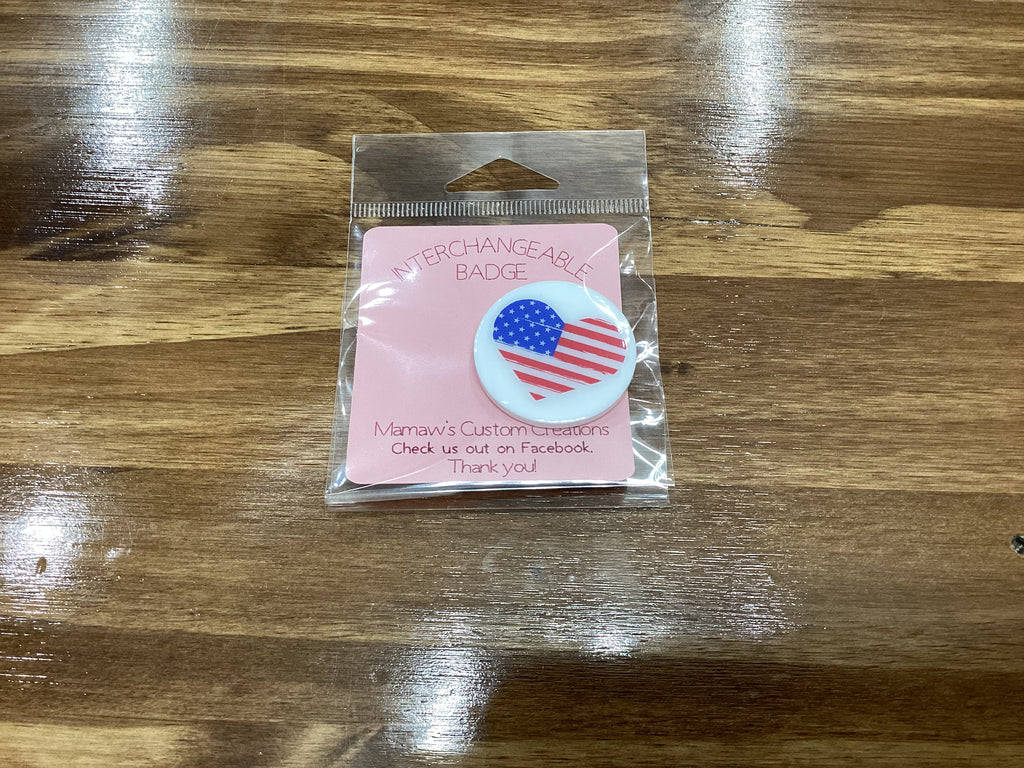 INTERCHANGEABLE
BADGE
Mamaw's Custom Creations
Check us out on Facebook.
Thank you!